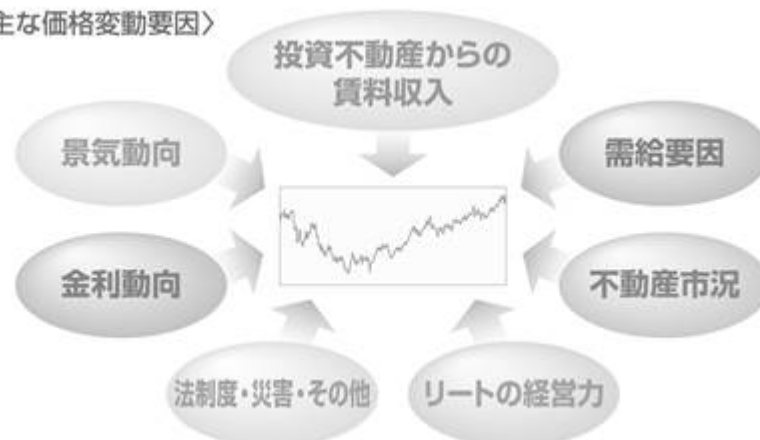 主な価格変動要因〉
投資不動産からの
賃料収入
景気動向
需給要因
金利動向
不動産市況
法制度・災害・その他
リートの経営力